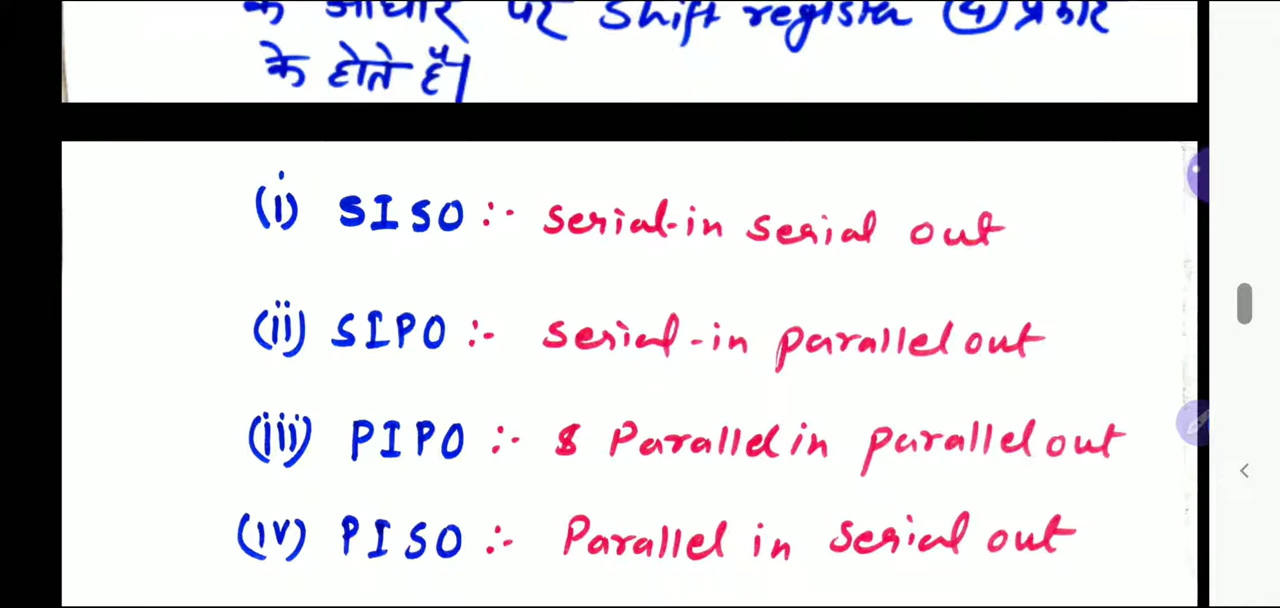 के आधार पर Shift register (4) प्रकार
के होते हैं।
(i) SISO :- serial-in serial out
(ii) SIPO :- serial-in parallel out
(iii) PIPO :- s Parallel in parallel out
(iv) PISO :- Parallel in serial out